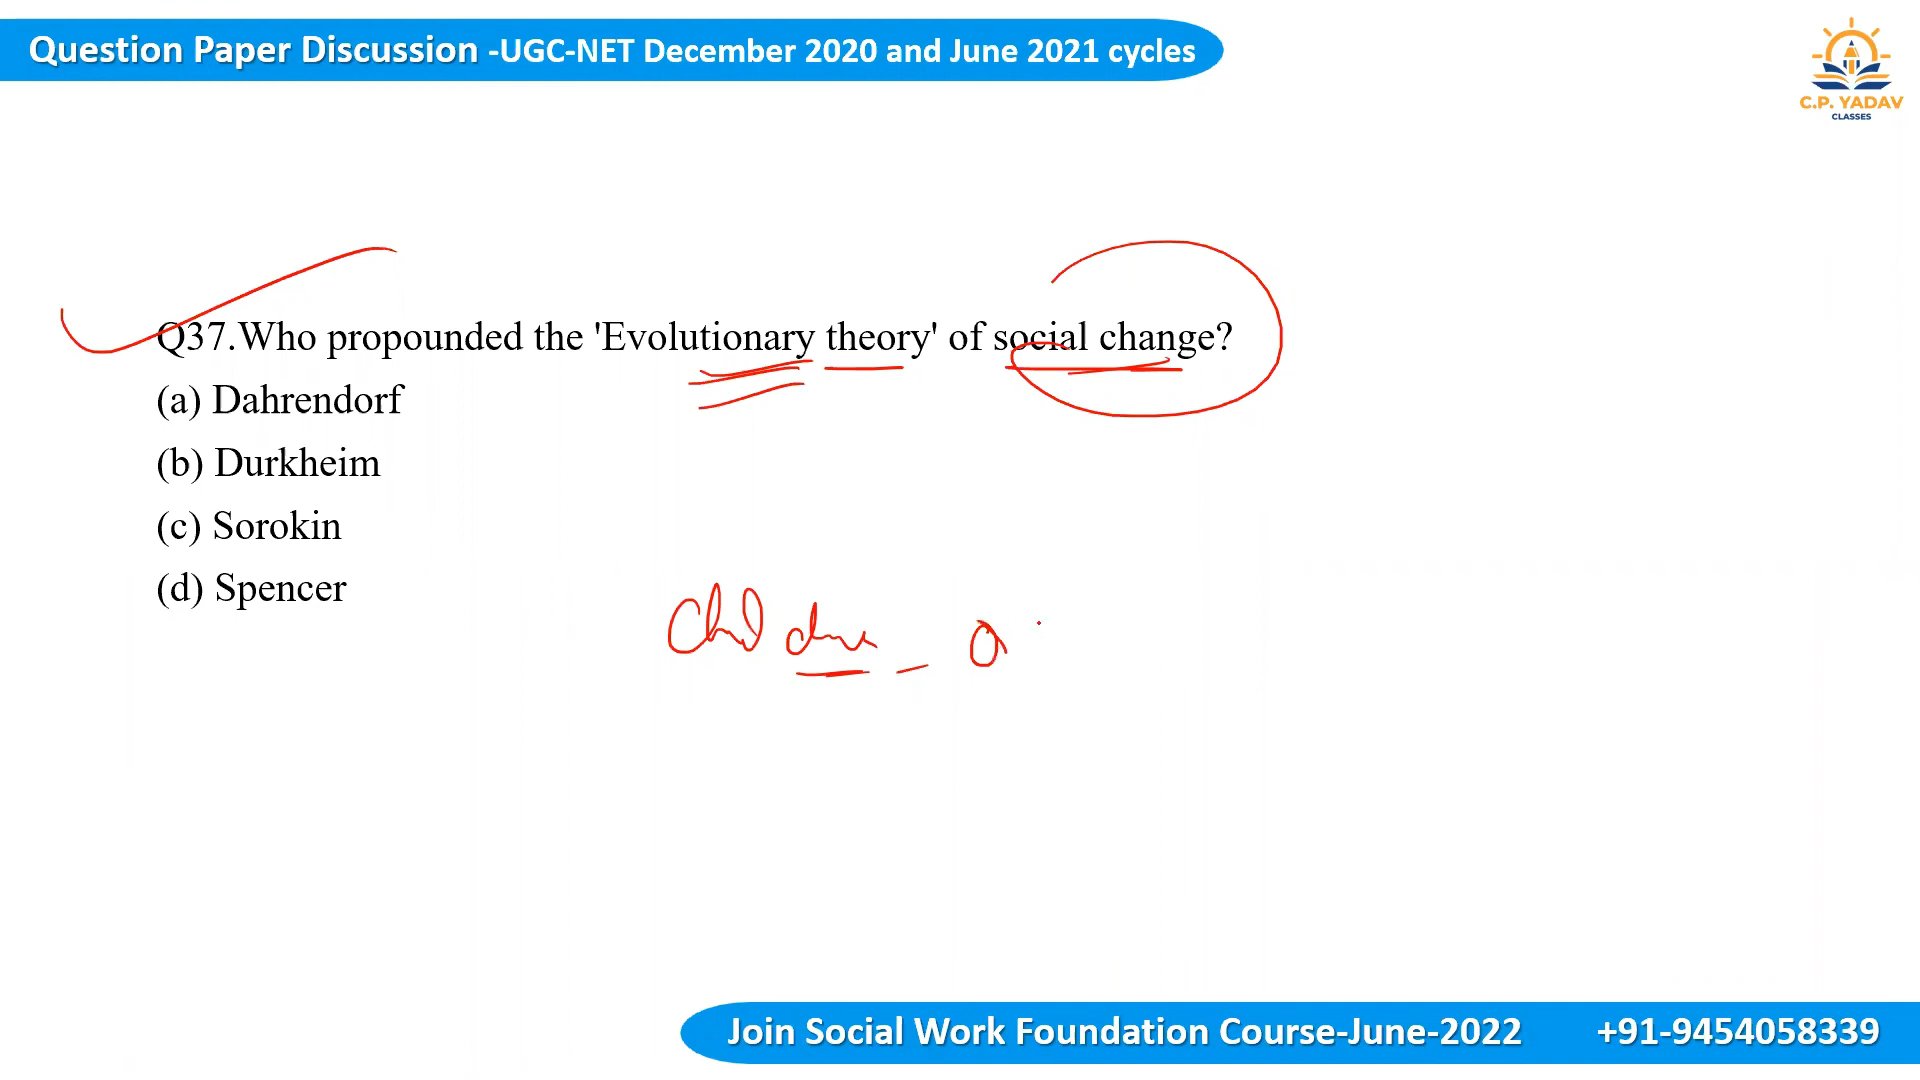 Question Paper Discussion -UGC-NET December 2020 and June 2021 cycles
C.P. YADAV
CLASSES
Q37.Who propounded the 'Evolutionary theory' of social change?
(a) Dahrendorf
(b) Durkheim
(c) Sorokin
(d) Spencer
Join Social Work Foundation Course-June-2022 +91-9454058339